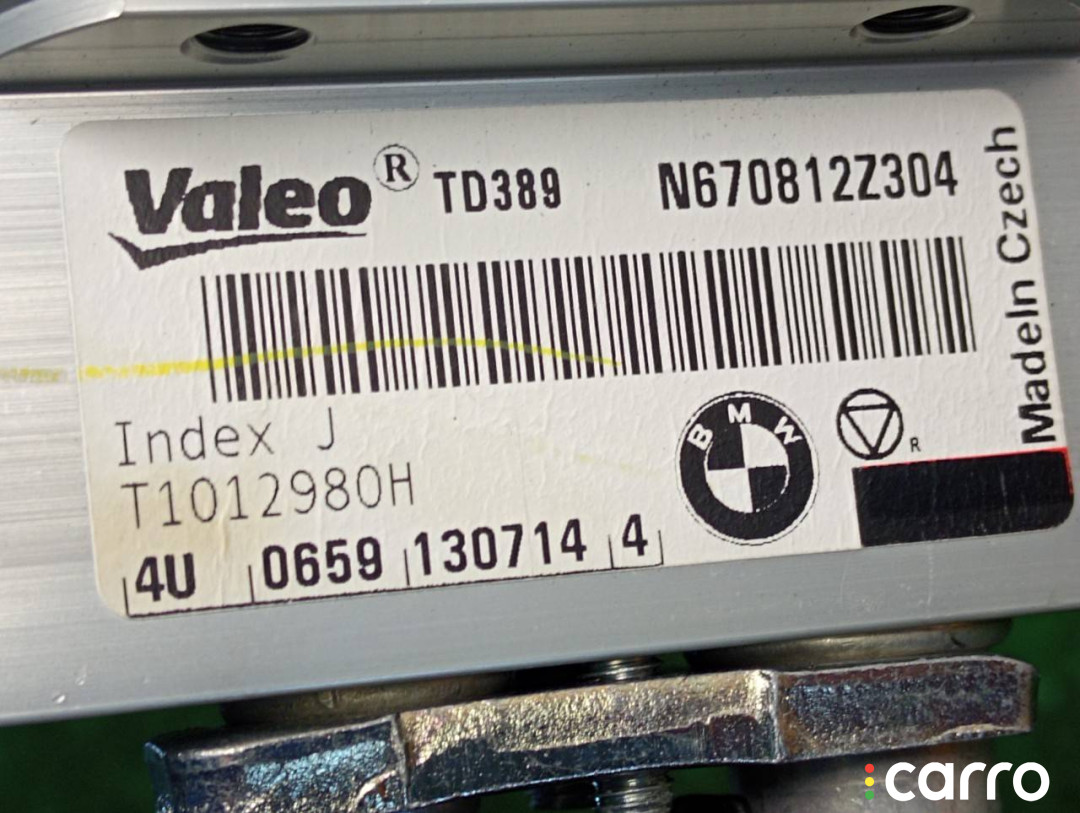 Valeo® TD389 N670812Z304
MadeIn Czech
Index J
T1012980H
BMW
R
4U 0659 130714 4
carro